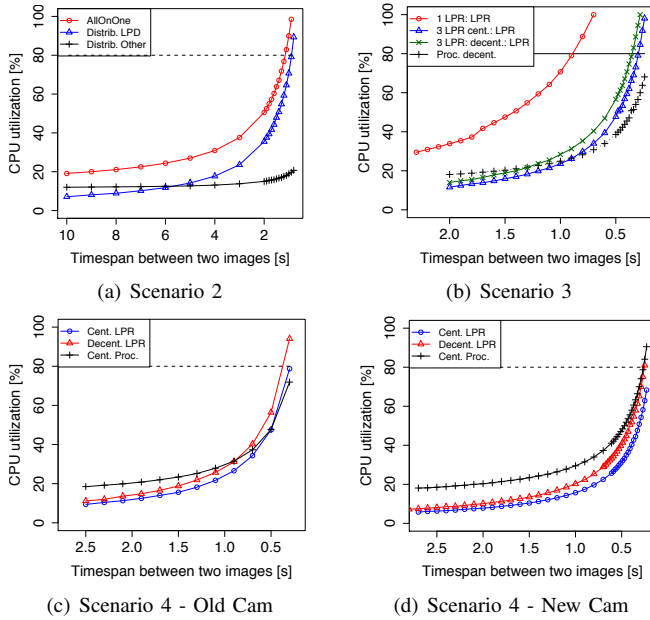 AllOnOne
Distrib. LPD
Distrib. Other
CPU utilization [%]
0 20 40 60 80 100
10 8 6 4 2
Timespan between two images [s]
(a) Scenario 2
1 LPR: LPR
3 LPR cent.: LPR
3 LPR: decent.: LPR
Proc. decent.
CPU utilization [%]
0 20 40 60 80 100
2.0 1.5 1.0 0.5
Timespan between two images [s]
(b) Scenario 3
Cent. LPR
Decent. LPR
Cent. Proc.
CPU utilization [%]
0 20 40 60 80 100
2.5 2.0 1.5 1.0 0.5
Timespan between two images [s]
(c) Scenario 4 - Old Cam
Cent. LPR
Decent. LPR
Cent. Proc.
CPU utilization [%]
0 20 40 60 80 100
2.5 2.0 1.5 1.0 0.5
Timespan between two images [s]
(d) Scenario 4 - New Cam